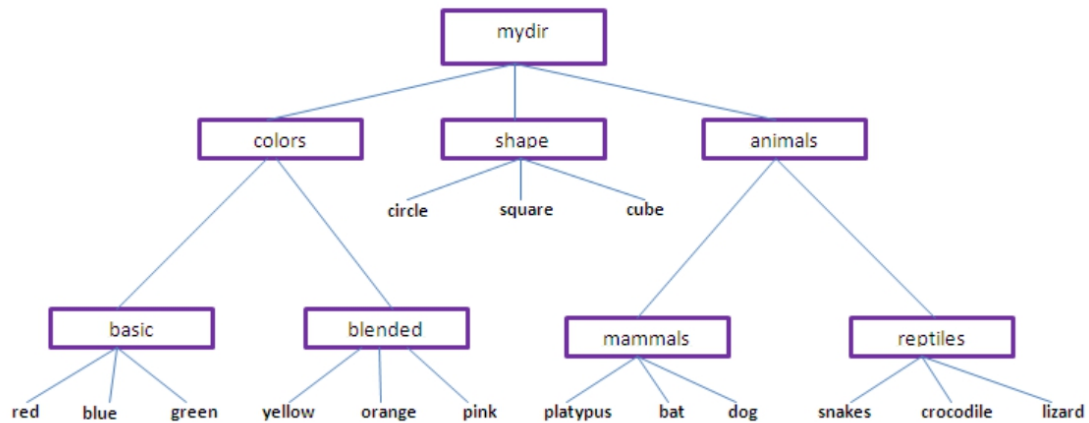 mydir
colors shape animals
circle square cube
basic blended mammals reptiles
red blue green yellow orange pink platypus bat dog snakes crocodile lizard